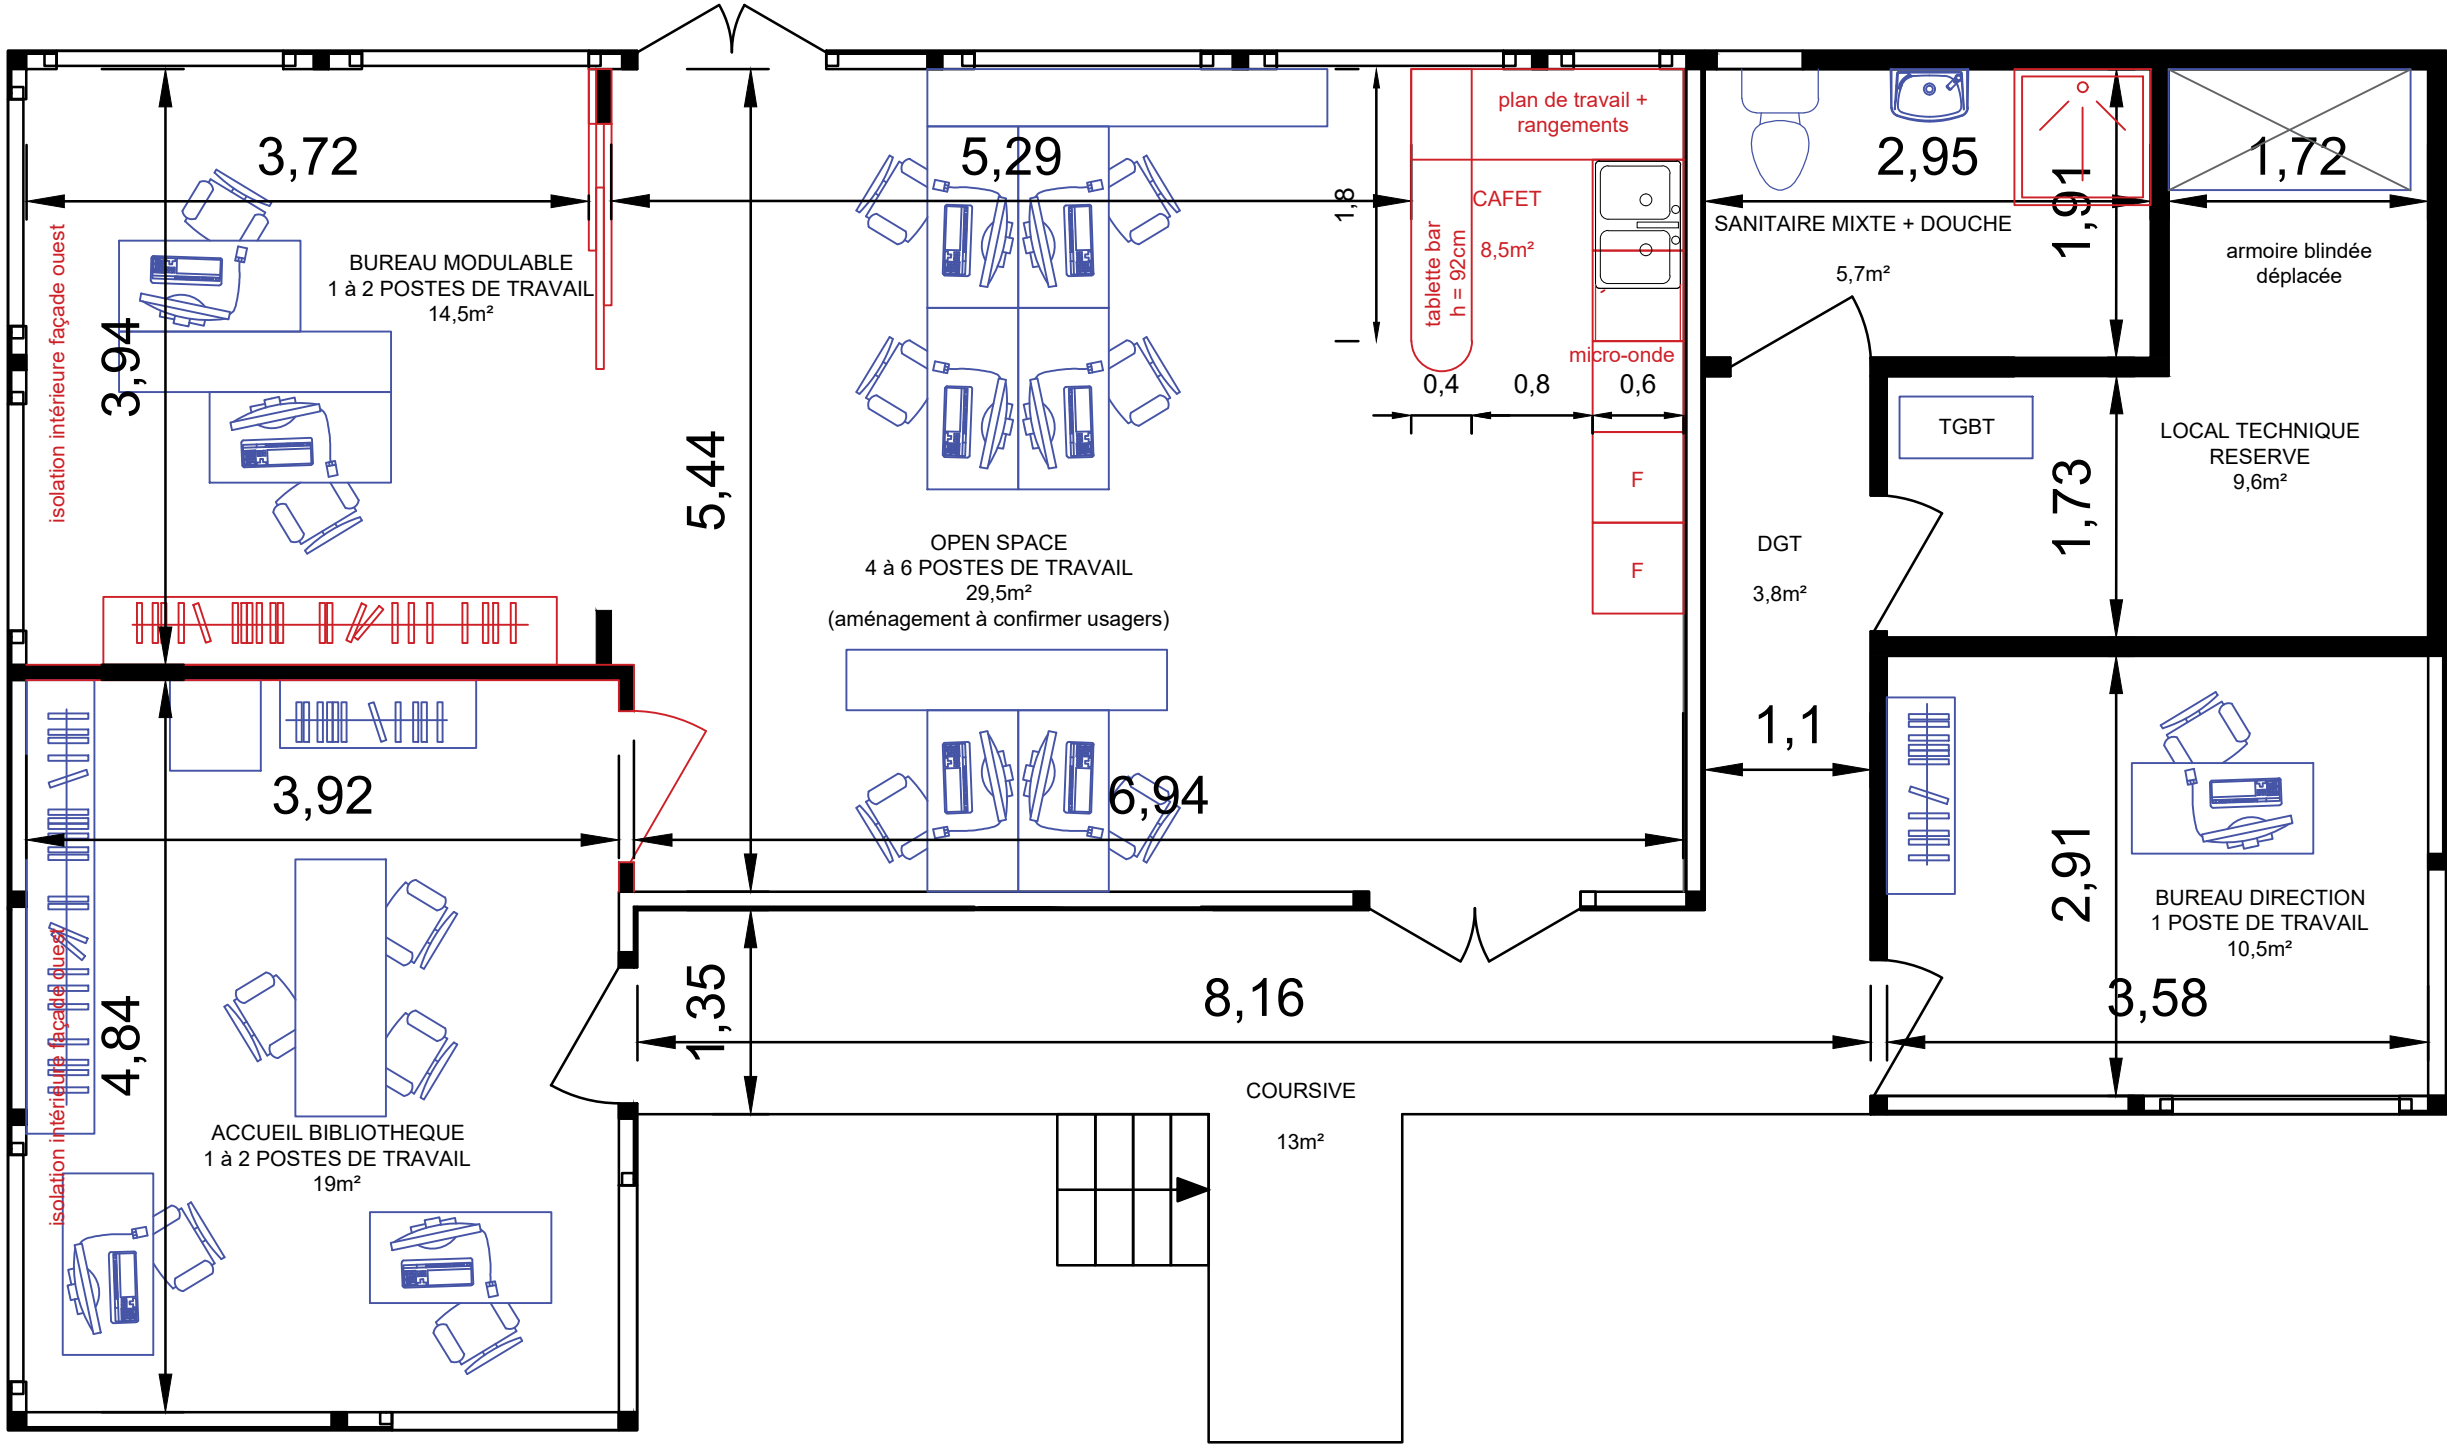 3,72
5,29
plan de travail +
rangements
2,95
1,72
1,91
1,8
CAFET
8,5m²
tablette bar
h = 92cm
SANITAIRE MIXTE + DOUCHE
5,7m²
armoire blindée
déplacée
isolation intérieure façade ouest
BUREAU MODULABLE
1 à 2 POSTES DE TRAVAIL
14,5m²
3,94
micro-onde
0,4
0,8
0,6
TGBT
LOCAL TECHNIQUE
RESERVE
9,6m²
5,44
F
1,73
OPEN SPACE
4 à 6 POSTES DE TRAVAIL
29,5m²
(aménagement à confirmer usagers)
F
DGT
3,8m²
1,1
3,92
6,94
2,91
BUREAU DIRECTION
1 POSTE DE TRAVAIL
10,5m²
isolation intérieure façade ouest
4,84
1,35
8,16
3,58
COURSIVE
13m²
ACCUEIL BIBLIOTHEQUE
1 à 2 POSTES DE TRAVAIL
19m²